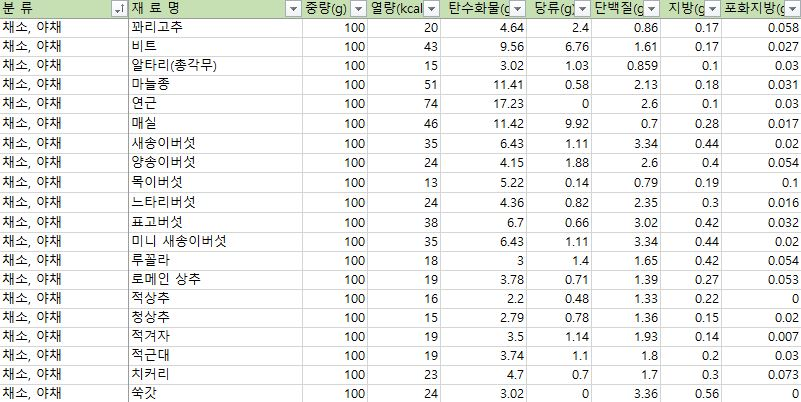 분 류 재 료 명 중량(g) 열량(kcal 탄수화물(g 당류(g) 단백질(g 지방(g) 포화지방(g
채소, 야채 꽈리고추 100 20 4.64 2.4 0.86 0.17 0.058
채소, 야채 비트 100 43 9.56 6.76 1.61 0.17 0.027
채소, 야채 알타리(총각무) 100 15 3.02 1.03 0.859 0.1 0.03
채소, 야채 마늘종 100 51 11.41 0.58 2.13 0.18 0.031
채소, 야채 연근 100 74 17.23 0 2.6 0.1 0.03
채소, 야채 매실 100 46 11.42 9.92 0.7 0.28 0.017
채소, 야채 새송이버섯 100 35 6.43 1.11 3.34 0.44 0.02
채소, 야채 양송이버섯 100 24 4.15 1.88 2.6 0.4 0.054
채소, 야채 목이버섯 100 13 5.22 0.14 0.79 0.19 0.1
채소, 야채 느타리버섯 100 24 4.36 0.82 2.35 0.3 0.016
채소, 야채 표고버섯 100 38 6.7 0.66 3.02 0.42 0.032
채소, 야채 미니 새송이버섯 100 35 6.43 1.11 3.34 0.44 0.02
채소, 야채 루꼴라 100 18 3 1.4 1.65 0.42 0.054
채소, 야채 로메인 상추 100 19 3.78 0.71 1.39 0.27 0.053
채소, 야채 적상추 100 16 2.2 0.48 1.33 0.22 0
채소, 야채 청상추 100 15 2.79 0.78 1.36 0.15 0.02
채소, 야채 적겨자 100 19 3.5 1.14 1.93 0.14 0.007
채소, 야채 적근대 100 19 3.74 1.1 1.8 0.2 0.03
채소, 야채 치커리 100 23 4.7 0.7 1.7 0.3 0.073
채소, 야채 쑥갓 100 24 3.02 0 3.36 0.56 0